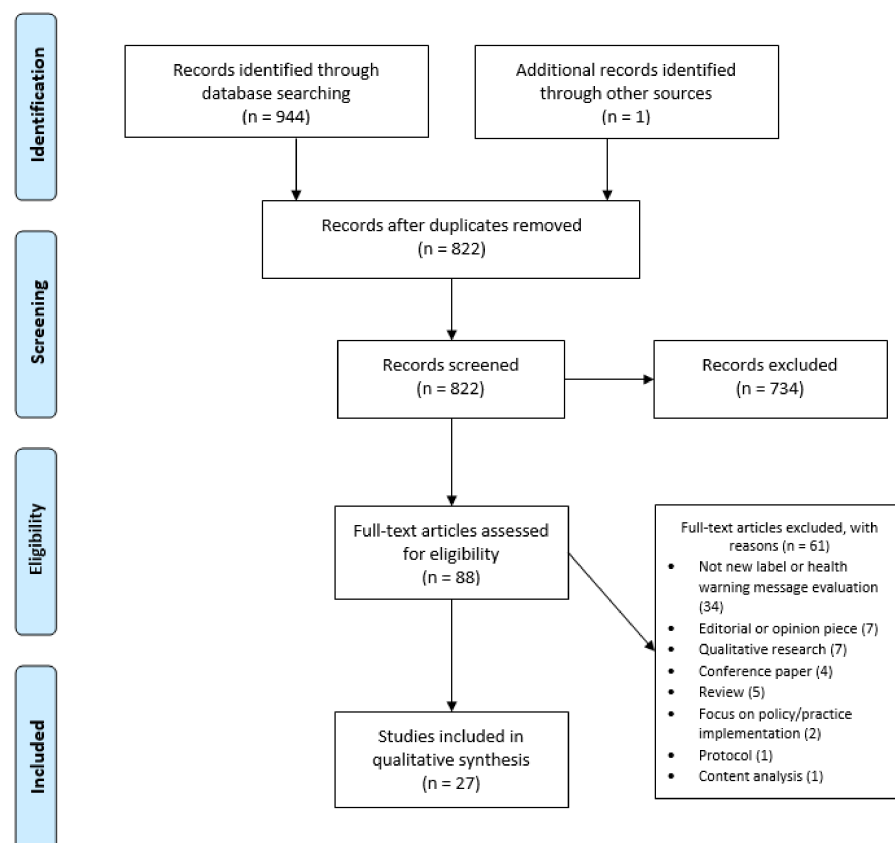 Identification
Records identified through
database searching
(n = 944)
Additional records identified
through other sources
(n = 1)
Records after duplicates removed
(n = 822)
Screening
Records screened
(n = 822)
Records excluded
(n = 734)
Eligibility
Full-text articles assessed
for eligibility
(n = 88)
Full-text articles excluded, with
reasons (n = 61)
• Not new label or health
warning message evaluation
(34)
• Editorial or opinion piece (7)
• Qualitative research (7)
• Conference paper (4)
• Review (5)
• Focus on policy/practice
implementation (2)
• Protocol (1)
• Content analysis (1)
Included
Studies included in
qualitative synthesis
(n = 27)